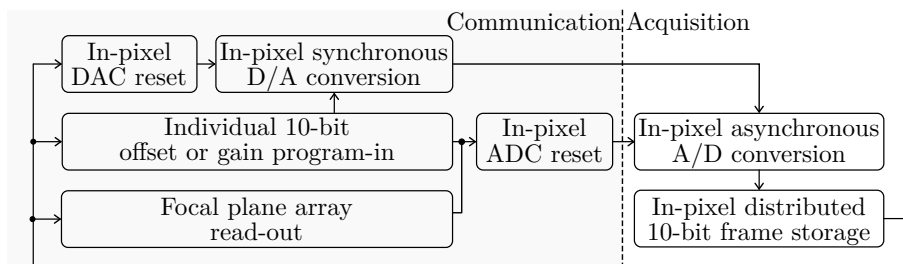 Communication Acquisition
In-pixel
DAC reset
In-pixel synchronous
D/A conversion
Individual 10-bit
offset or gain program-in
In-pixel
ADC reset
In-pixel asynchronous
A/D conversion
Focal plane array
read-out
In-pixel distributed
10-bit frame storage